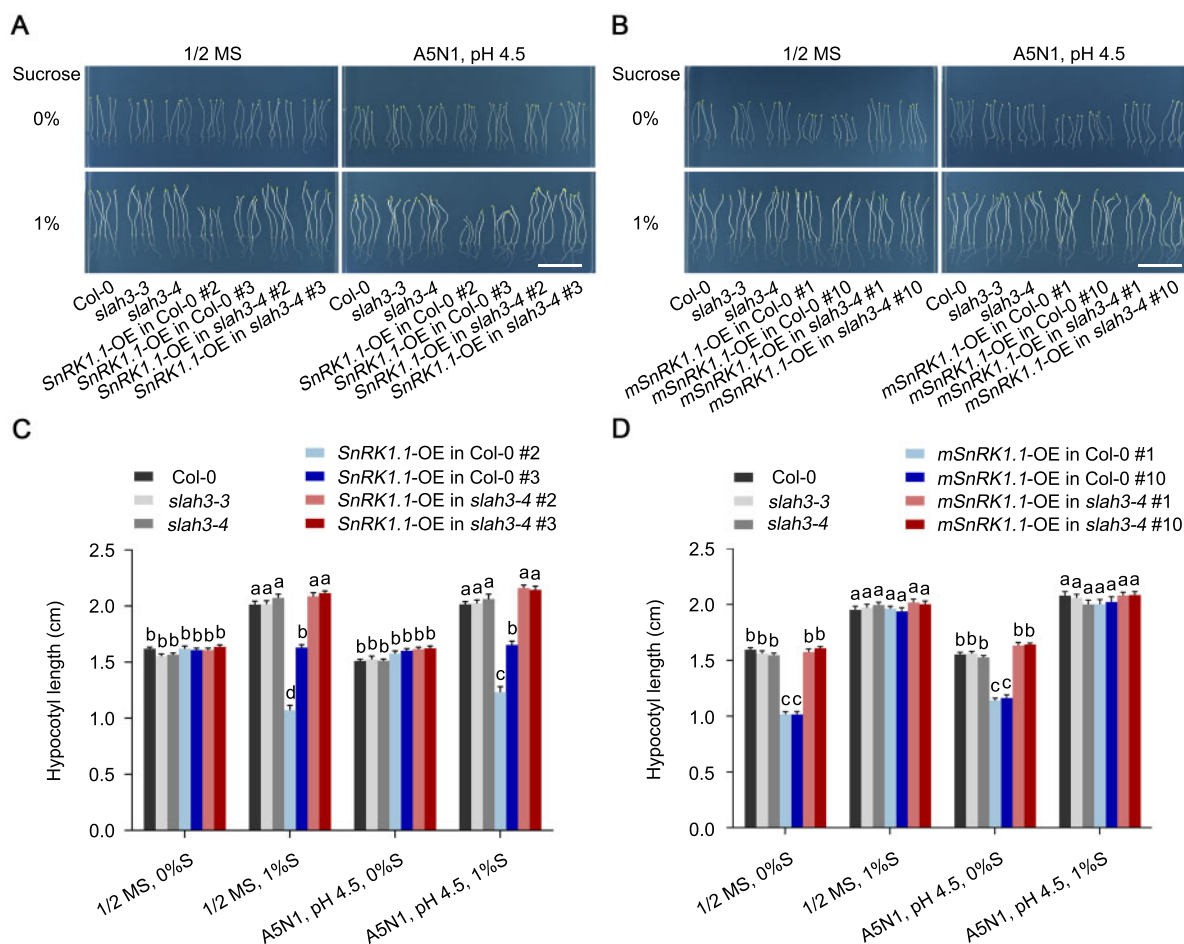 A
1/2 MS
A5N1, pH 4.5
Sucrose
0%
1%
Col-0
slah3-3
slah3-4
SnRK1.1-OE in Col-0 #2
SnRK1.1-OE in Col-0 #3
SnRK1.1-OE in slah3-4 #2
SnRK1.1-OE in slah3-4 #3
Col-0
slah3-3
slah3-4
SnRK1.1-OE in Col-0 #2
SnRK1.1-OE in Col-0 #3
SnRK1.1-OE in slah3-4 #2
SnRK1.1-OE in slah3-4 #3
B
1/2 MS
A5N1, pH 4.5
Sucrose
0%
1%
Col-0
slah3-3
slah3-4
mSnRK1.1-OE in Col-0 #1
mSnRK1.1-OE in Col-0 #10
mSnRK1.1-OE in slah3-4 #1
mSnRK1.1-OE in slah3-4 #10
Col-0
slah3-3
slah3-4
mSnRK1.1-OE in Col-0 #1
mSnRK1.1-OE in Col-0 #10
mSnRK1.1-OE in slah3-4 #1
mSnRK1.1-OE in slah3-4 #10
C
Col-0
slah3-3
slah3-4
SnRK1.1-OE in Col-0 #2
SnRK1.1-OE in Col-0 #3
SnRK1.1-OE in slah3-4 #2
SnRK1.1-OE in slah3-4 #3
Hypocotyl length (cm)
2.5
2.0
1.5
1.0
0.5
0.0
b b b b b b b
a a a d b a a
b b b b b b b
a a a c b a a
1/2 MS, 0%S
1/2 MS, 1%S
A5N1, pH 4.5, 0%S
A5N1, pH 4.5, 1%S
D
Col-0
slah3-3
slah3-4
mSnRK1.1-OE in Col-0 #1
mSnRK1.1-OE in Col-0 #10
mSnRK1.1-OE in slah3-4 #1
mSnRK1.1-OE in slah3-4 #10
Hypocotyl length (cm)
2.5
2.0
1.5
1.0
0.5
0.0
b b b c c b b
a a a a a a a
b b b c c b b
a a a a a a a
1/2 MS, 0%S
1/2 MS, 1%S
A5N1, pH 4.5, 0%S
A5N1, pH 4.5, 1%S